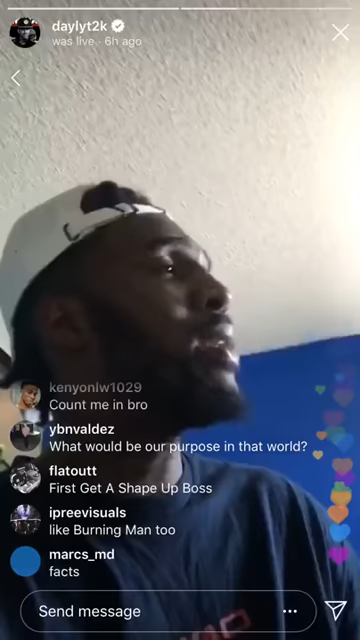 daylyt2k
was live · 6h ago
kenyonlw1029
Count me in bro
ybnvaldez
What would be our purpose in that world?
flatoutt
First Get A Shape Up Boss
ipreevisuals
like Burning Man too
marcs_md
facts
Send message